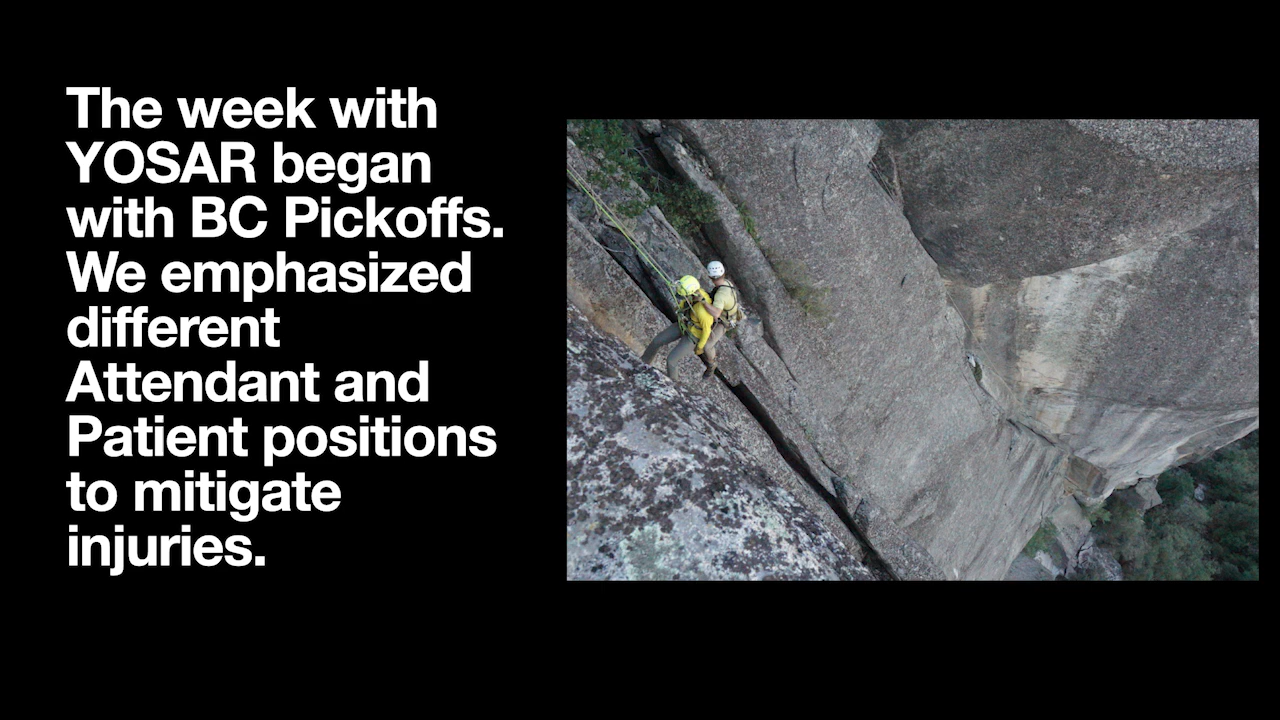 The week with
YOSAR began
with BC Pickoffs.
We emphasized
different
Attendant and
Patient positions
to mitigate
injuries.